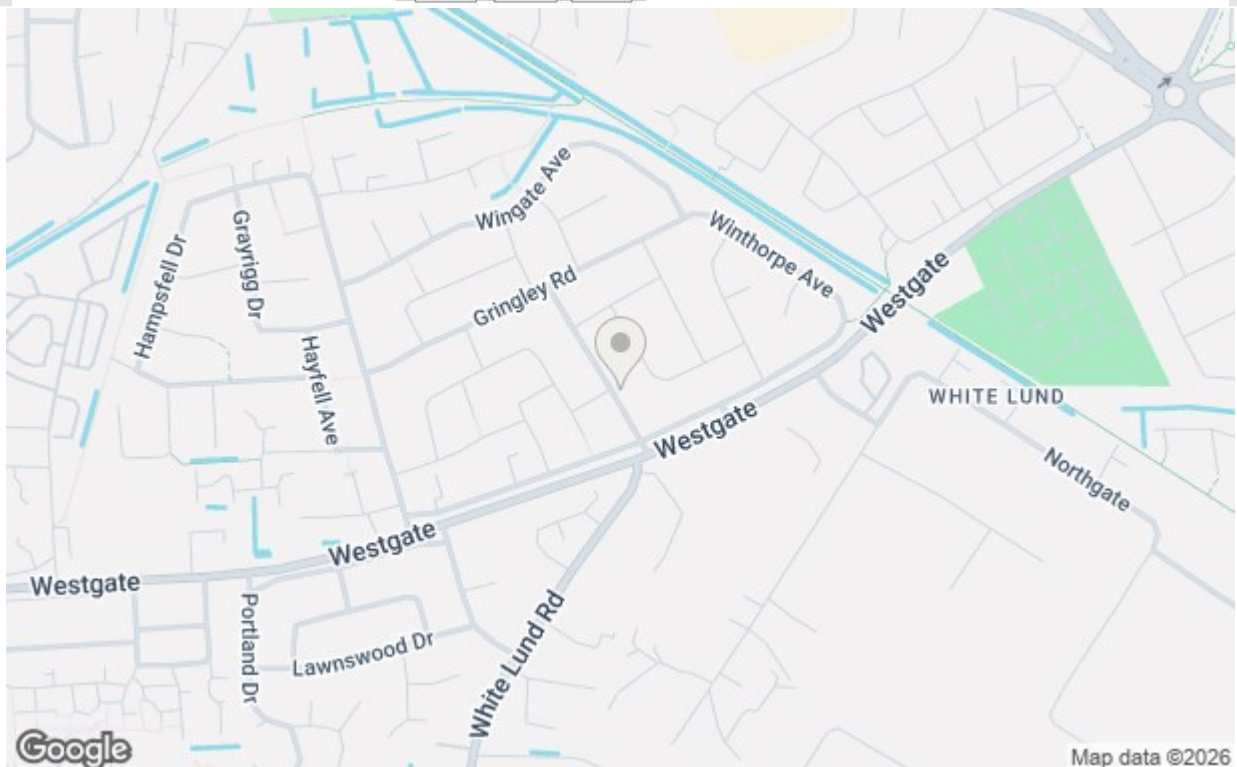 Wingate Ave
Winthorpe Ave
Grayrigg Dr
Hampsfell Dr
Gringley Rd
Westgate
Hayfell Ave
WHITE LUND
Westgate
Northgate
Westgate
Westgate
Portland Dr
Lawnswood Dr
White Lund Rd
Google
Map data ©2026